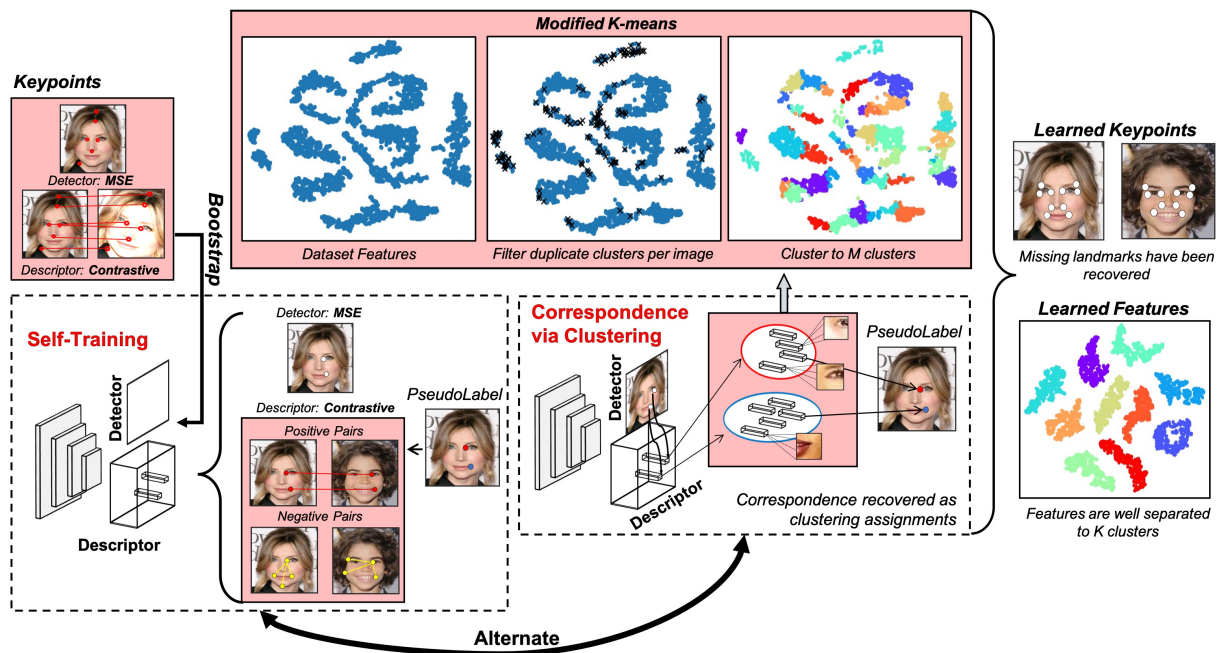 Modified K-means
Keypoints
Detector: MSE
Descriptor: Contrastive
Bootstrap
Dataset Features
Filter duplicate clusters per image
Cluster to M clusters
Learned Keypoints
Missing landmarks have been
recovered
Learned Features
Features are well separated
to K clusters
Self-Training
Detector
Descriptor
Detector: MSE
Descriptor: Contrastive
Positive Pairs
Negative Pairs
PseudoLabel
Correspondence
via Clustering
Detector
Descriptor
PseudoLabel
Correspondence recovered as
clustering assignments
Alternate